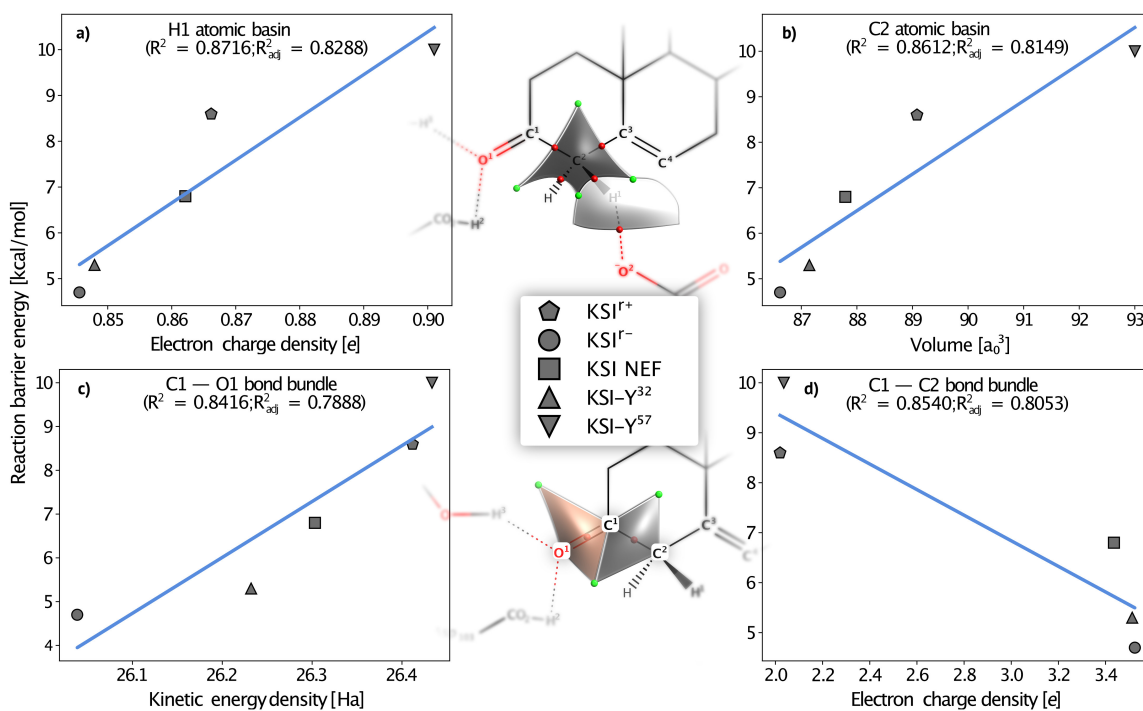 a)
H1 atomic basin
(R² = 0.8716;R²adj = 0.8288)
10
9
8
7
6
5
0.85
0.86
0.87
0.88
0.89
0.90
Electron charge density [e]
Reaction barrier energy [kcal/mol]
b)
C2 atomic basin
(R² = 0.8612;R²adj = 0.8149)
10
9
8
7
6
5
87
88
89
90
91
92
93
Volume [a₀³]
C¹
C³
O¹
C²
C⁴
H
H¹
CO₂
H²
⁻O²
O
KSIʳ⁺
KSIʳ⁻
KSI NEF
KSI–Y³²
KSI–Y⁵⁷
c)
C1 — O1 bond bundle
(R² = 0.8416;R²adj = 0.7888)
10
9
8
7
6
5
4
26.1
26.2
26.3
26.4
Kinetic energy density [Ha]
d)
C1 — C2 bond bundle
(R² = 0.8540;R²adj = 0.8053)
10
9
8
7
6
5
2.0
2.2
2.4
2.6
2.8
3.0
3.2
3.4
Electron charge density [e]
O
H³
C¹
C³
O¹
C²
H
CO₂
H²